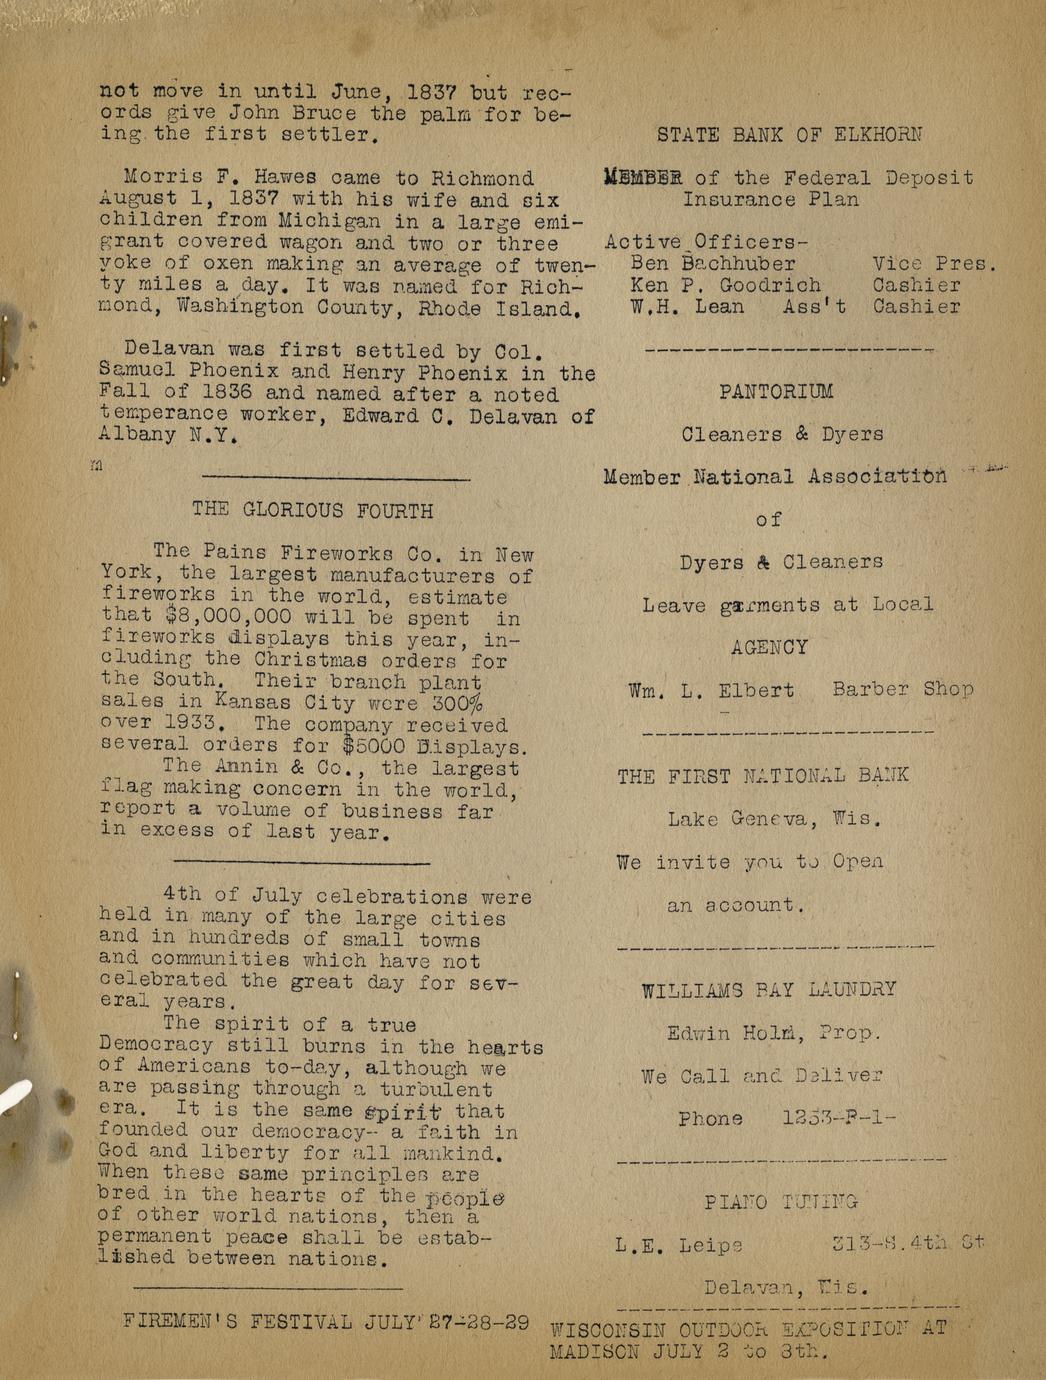 not move in until June, 1837 but rec-
ords give John Bruce the palm for be-
ing the first settler.
Morris F. Hawes came to Richmond
August 1, 1837 with his wife and six
children from Michigan in a large emi-
grant covered wagon and two or three
yoke of oxen making an average of twen-
ty miles a day. It was named for Rich-
mond, Washington County, Rhode Island.
Delavan was first settled by Col.
Samuel Phoenix and Henry Phoenix in the
Fall of 1836 and named after a noted
temperance worker, Edward C. Delavan of
Albany N.Y.
m
THE GLORIOUS FOURTH
The Pains Fireworks Co. in New
York, the largest manufacturers of
fireworks in the world, estimate
that $8,000,000 will be spent in
fireworks displays this year, in-
cluding the Christmas orders for
the South. Their branch plant
sales in Kansas City were 300%
over 1933. The company received
several orders for $5000 Displays.
The Annin & Co., the largest
flag making concern in the world,
report a volume of business far
in excess of last year.
4th of July celebrations were
held in many of the large cities
and in hundreds of small towns
and communities which have not
celebrated the great day for sev-
eral years.
The spirit of a true
Democracy still burns in the hearts
of Americans to-day, although we
are passing through a turbulent
era. It is the same spirit that
founded our democracy-- a faith in
God and liberty for all mankind.
When these same principles are
bred in the hearts of the people
of other world nations, then a
permanent peace shall be estab-
lished between nations.
FIREMEN'S FESTIVAL JULY 27-28-29
STATE BANK OF ELKHORN
MEMBER of the Federal Deposit
Insurance Plan
Active Officers-
Ben Bachhuber Vice Pres.
Ken P. Goodrich Cashier
W.H. Lean Ass't Cashier
PANTORIUM
Cleaners & Dyers
Member National Association
of
Dyers & Cleaners
Leave garments at Local
AGENCY
Wm. L. Elbert Barber Shop
THE FIRST NATIONAL BANK
Lake Geneva, Wis.
We invite you to Open
an account.
WILLIAMS BAY LAUNDRY
Edwin Holm, Prop.
We Call and Deliver
Phone 1253-R-1-
PIANO TUNING
L.E. Leipe 313-S.4th St
Delavan, Wis.
WISCONSIN OUTDOOR EXPOSITION AT
MADISON JULY 2 to 8th.